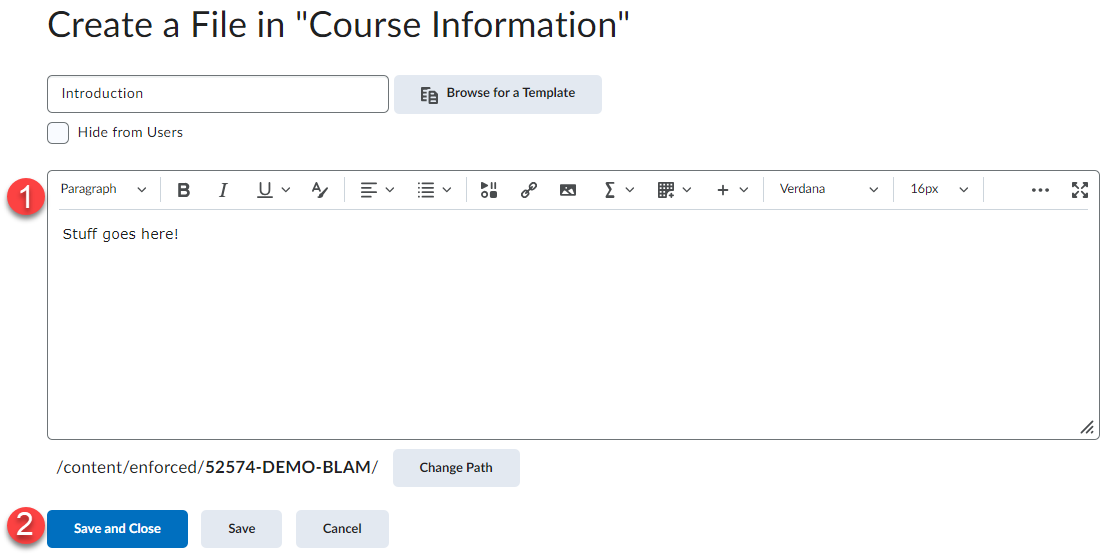 Create a File in "Course Information"
Introduction
Browse for a Template
Hide from Users
1
Paragraph B I U A Σ + Verdana 16px
Stuff goes here!
/content/enforced/52574-DEMO-BLAM/ Change Path
2
Save and Close Save Cancel